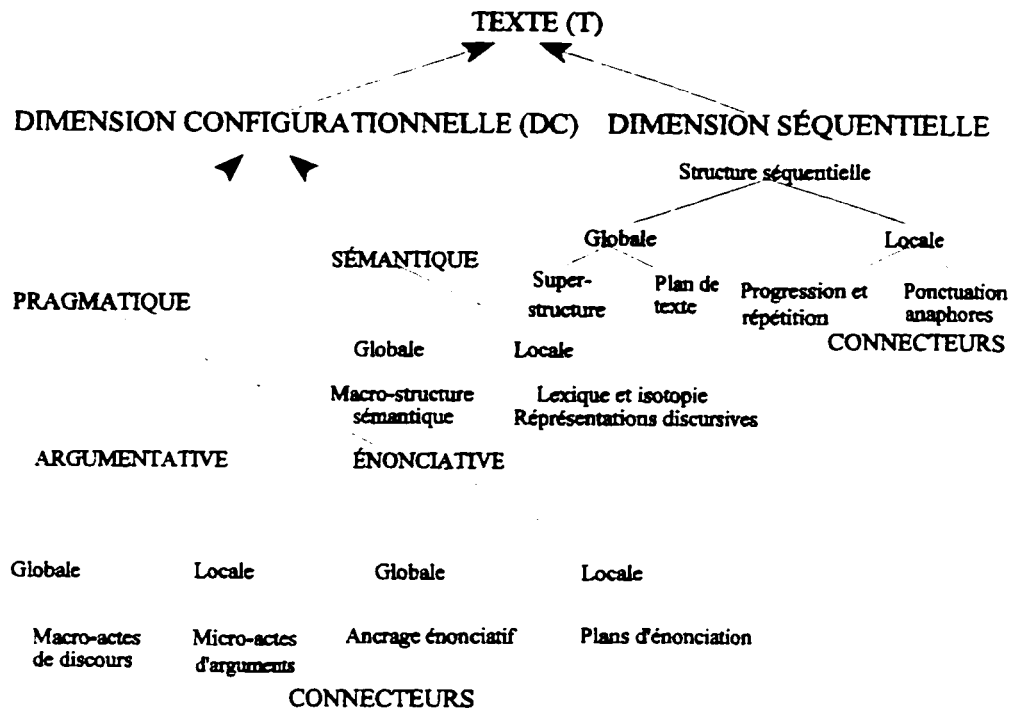 TEXTE (T)
DIMENSION CONFIGURATIONNELLE (DC) DIMENSION SÉQUENTIELLE
Structure séquentielle
Globale Locale
SÉMANTIQUE
Super-
structure
Plan de
texte
Progression et
répétition
Ponctuation
anaphores
PRAGMATIQUE
CONNECTEURS
Globale Locale
Macro-structure
sémantique
Lexique et isotopie
Réprésentations discursives
ARGUMENTATIVE ÉNONCIATIVE
Globale Locale Globale Locale
Macro-actes
de discours
Micro-actes
d'arguments
Ancrage énonciatif
Plans d'énonciation
CONNECTEURS